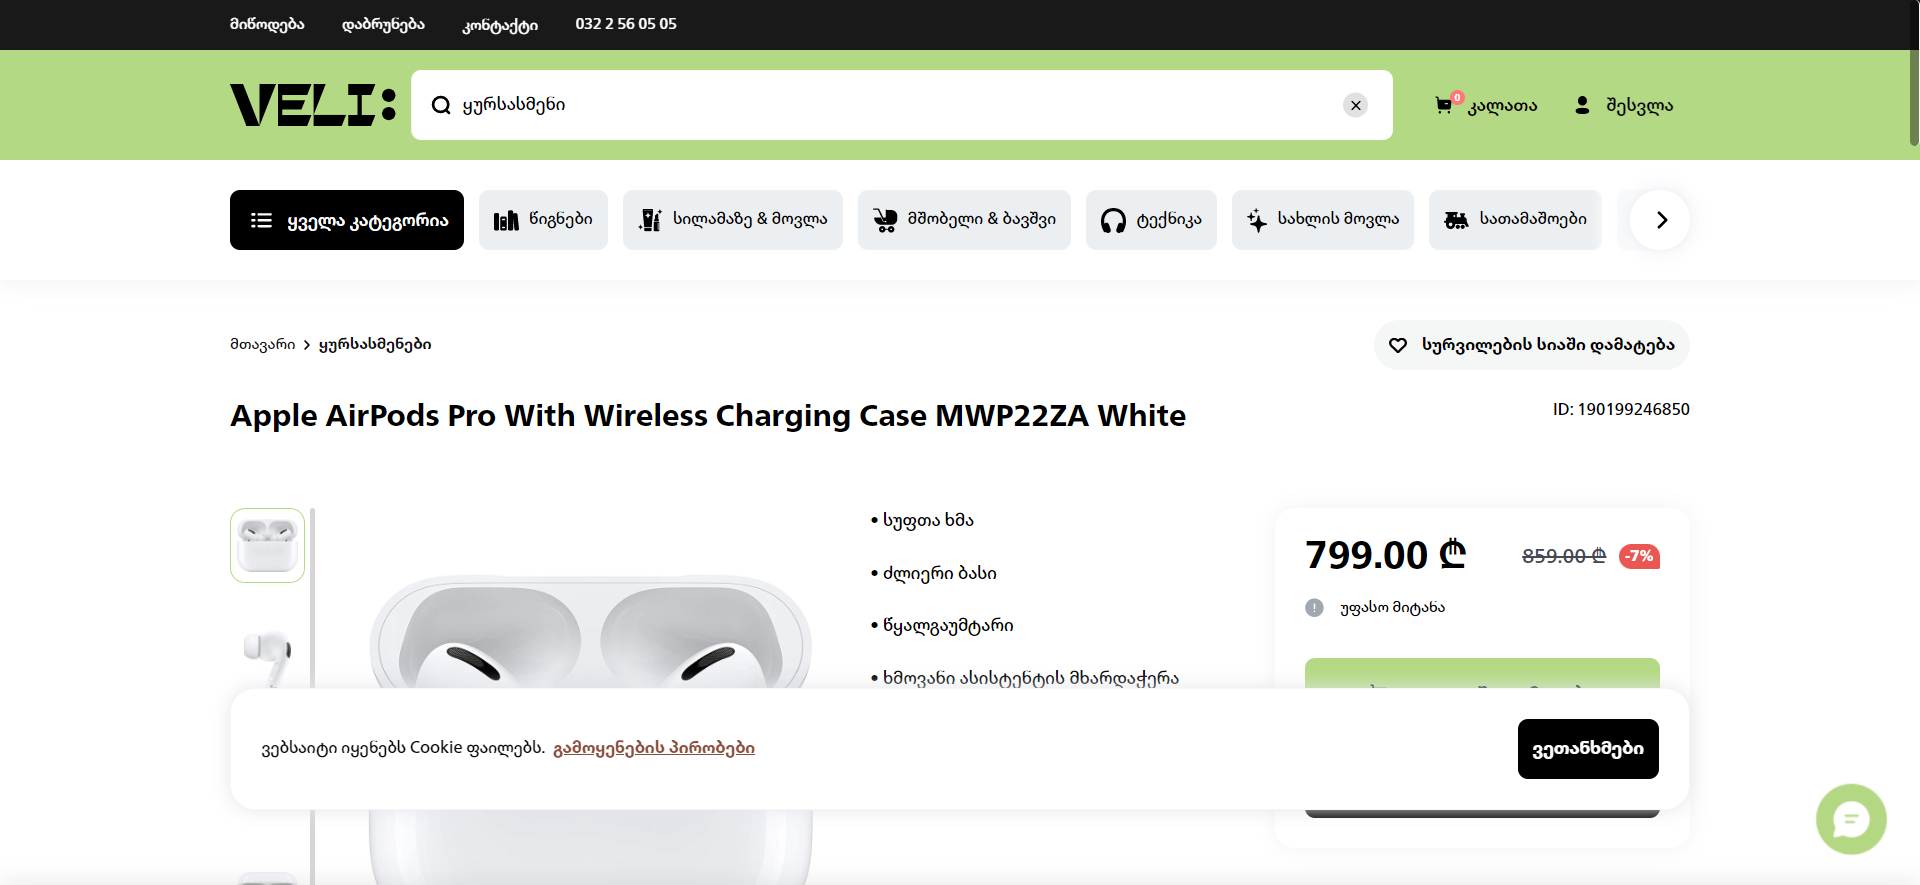 მიწოდება
დაბრუნება
კონტაქტი
032 2 56 05 05
VELI:
ყურსასმენი
0
კალათა
შესვლა
ყველა კატეგორია
წიგნები
სილამაზე & მოვლა
მშობელი & ბავშვი
ტექნიკა
სახლის მოვლა
სათამაშოები
მთავარი
ყურსასმენები
სურვილების სიაში დამატება
Apple AirPods Pro With Wireless Charging Case MWP22ZA White
ID: 190199246850
• სუფთა ხმა
• ძლიერი ბასი
• წყალგაუმტარი
• ხმოვანი ასისტენტის მხარდაჭერა
799.00 ₾
859.00 ₾
-7%
უფასო მიტანა
ვებსაიტი იყენებს Cookie ფაილებს. გამოყენების პირობები
ვეთანხმები